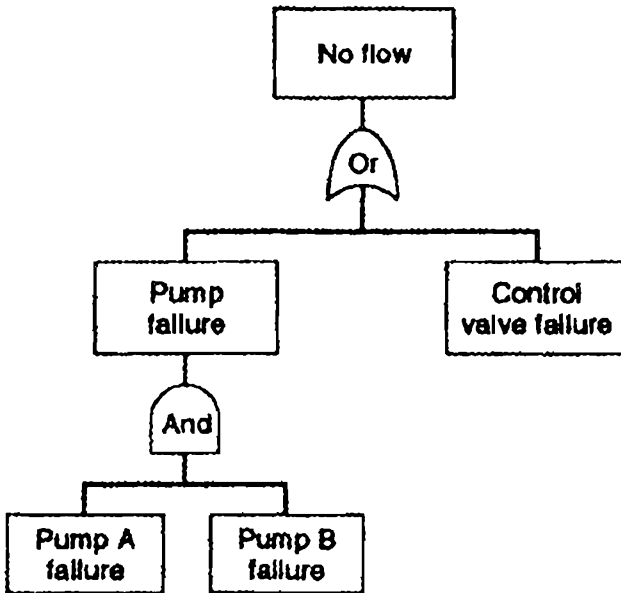 No flow
Or
Pump
failure
Control
valve failure
And
Pump A
failure
Pump B
failure